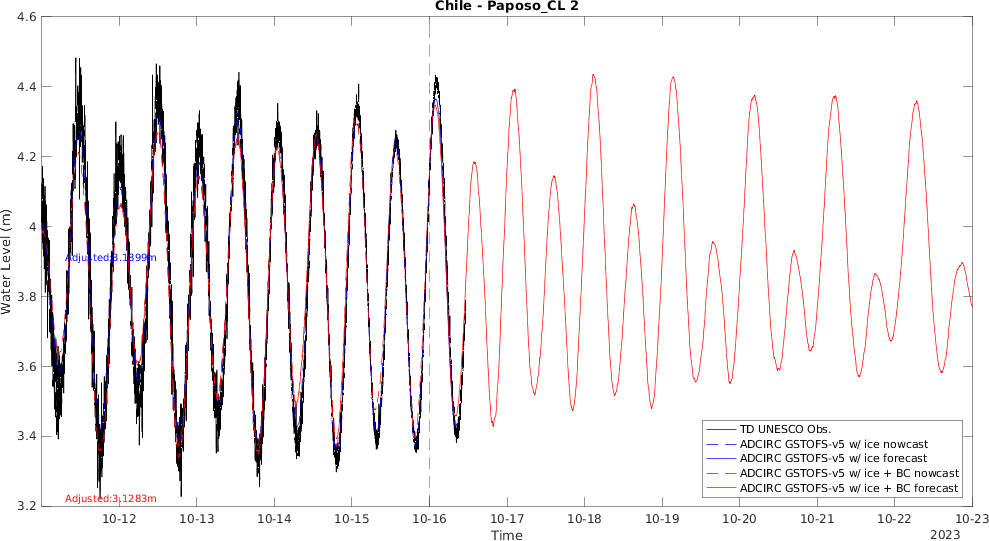 Chile - Paposo_CL 2
4.6
4.4
4.2
4
3.8
3.6
3.4
3.2
Water Level (m)
Adjusted:3.1399m
Adjusted:3.1283m
TD UNESCO Obs.
ADCIRC GSTOFS-v5 w/ ice nowcast
ADCIRC GSTOFS-v5 w/ ice forecast
ADCIRC GSTOFS-v5 w/ ice + BC nowcast
ADCIRC GSTOFS-v5 w/ ice + BC forecast
10-12 10-13 10-14 10-15 10-16 10-17 10-18 10-19 10-20 10-21 10-22 10-23
Time
2023